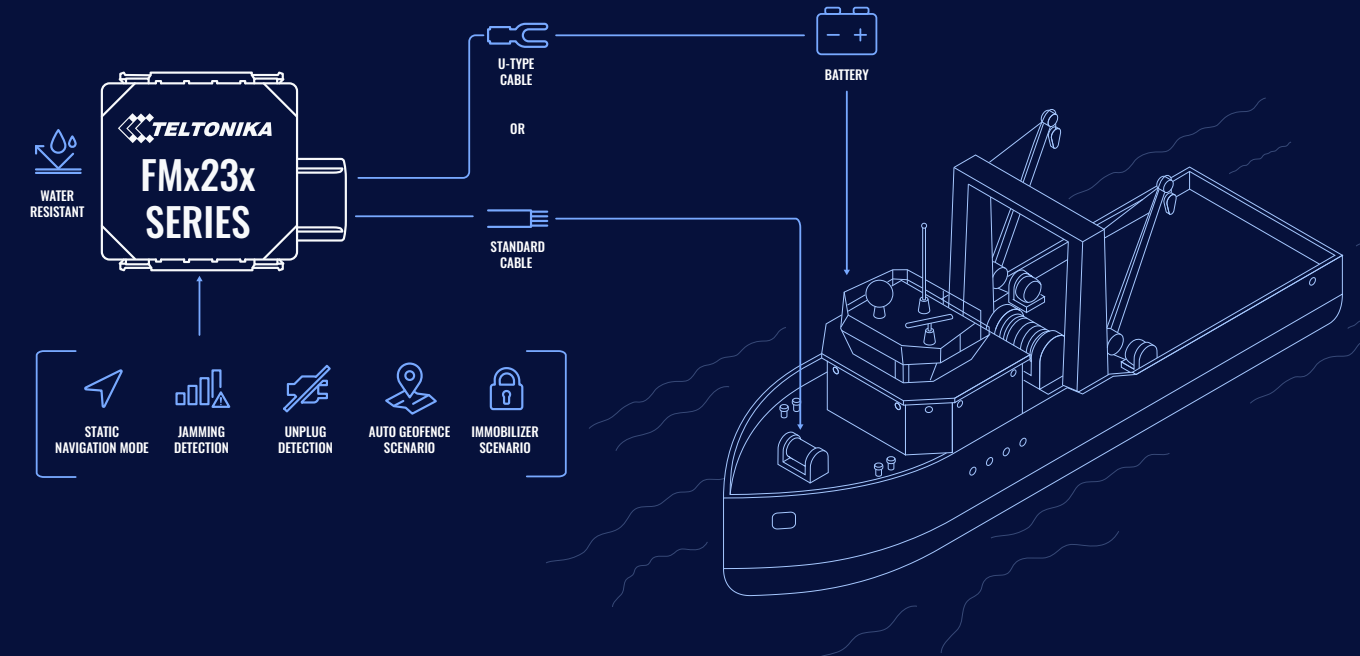 TELTONIKA
FMx23x
SERIES
WATER
RESISTANT
U-TYPE
CABLE
OR
STANDARD
CABLE
BATTERY
STATIC
NAVIGATION MODE
JAMMING
DETECTION
UNPLUG
DETECTION
AUTO GEOFENCE
SCENARIO
IMMOBILIZER
SCENARIO